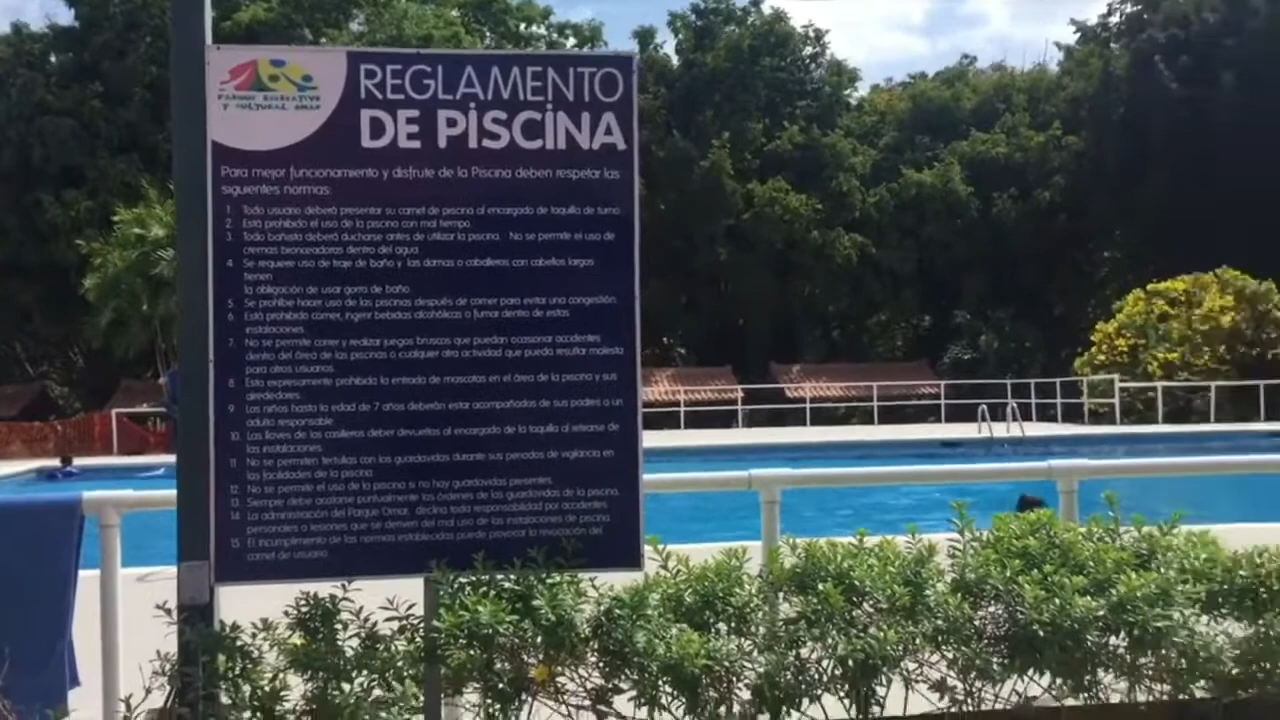 PARQUE RECREATIVO
Y CULTURAL OMAR
REGLAMENTO
DE PISCINA
Para mejor funcionamiento y disfrute de la Piscina deben respetar las
siguientes normas:
1. Todo usuario deberá presentar su carnet de piscina al encargado de taquilla de turno.
2. Está prohibido el uso de la piscina con mal tiempo.
3. Todo bañista deberá ducharse antes de utilizar la piscina. No se permite el uso de
cremas bronceadoras dentro del agua.
4. Se requiere uso de traje de baño y las damas o caballeros con cabellos largos
tienen
la obligación de usar gorra de baño.
5. Se prohíbe hacer uso de las piscinas después de comer para evitar una congestión.
6. Está prohibido comer, ingerir bebidas alcohólicas o fumar dentro de estas
instalaciones.
7. No se permite correr y realizar juegos bruscos que puedan ocasionar accidentes
dentro del área de las piscinas o cualquier otra actividad que pueda resultar molesta
para otros usuarios.
8. Esta expresamente prohibida la entrada de mascotas en el área de la piscina y sus
alrededores.
9. Los niños hasta la edad de 7 años deberán estar acompañados de sus padres o un
adulto responsable.
10. Las llaves de los casilleros deber devueltas al encargado de la taquilla al retirarse de
las instalaciones.
11. No se permiten tertulias con los guardavidas durante sus periodos de vigilancia en
las facilidades de la piscina.
12. No se permite el uso de la piscina si no hay guardavidas presentes.
13. Siempre debe acatarse puntualmente las órdenes de los guardavidas de la piscina.
14. La administración del Parque Omar, declina toda responsabilidad por accidentes
personales o lesiones que se deriven del mal uso de las instalaciones de piscina.
15. El incumplimiento de las normas establecidas puede provocar la revocación del
carnet de usuario.